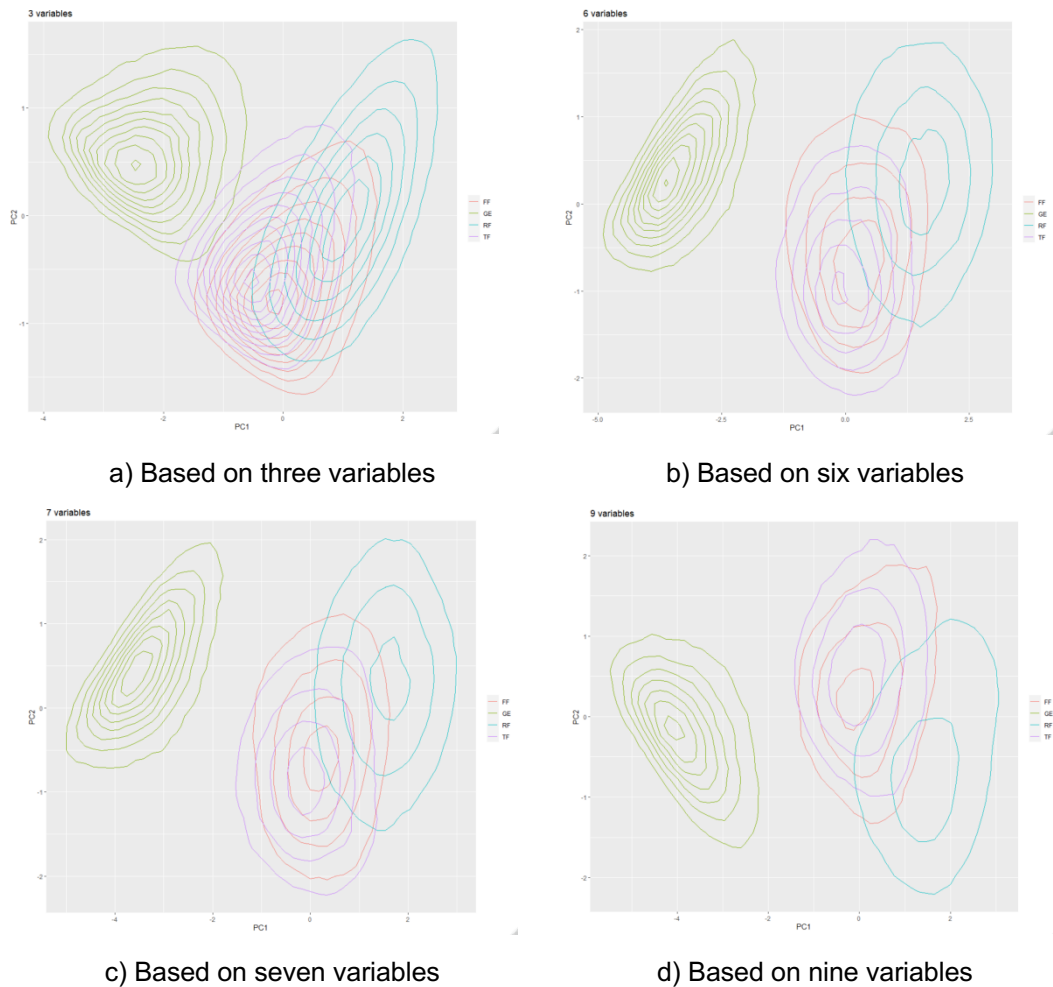 3 variables
PC2
1
0
-1
-4
-2
0
2
PC1
FF
GE
RF
TF
6 variables
PC2
2
1
0
-1
-2
-5.0
-2.5
0.0
2.5
PC1
FF
GE
RF
TF
a) Based on three variables
b) Based on six variables
7 variables
PC2
2
1
0
-1
-2
-4
-2
0
2
PC1
FF
GE
RF
TF
9 variables
PC2
2
1
0
-1
-2
-4
-2
0
2
PC1
FF
GE
RF
TF
c) Based on seven variables
d) Based on nine variables